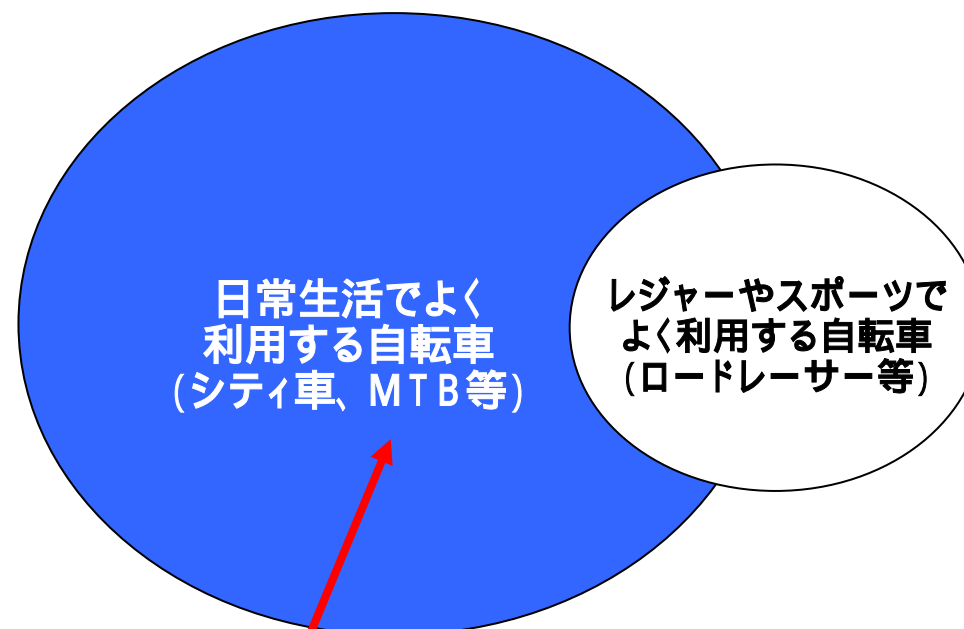 日常生活でよく
利用する自転車
(シティ車、MTB等)
レジャーやスポーツで
よく利用する自転車
(ロードレーサー等)